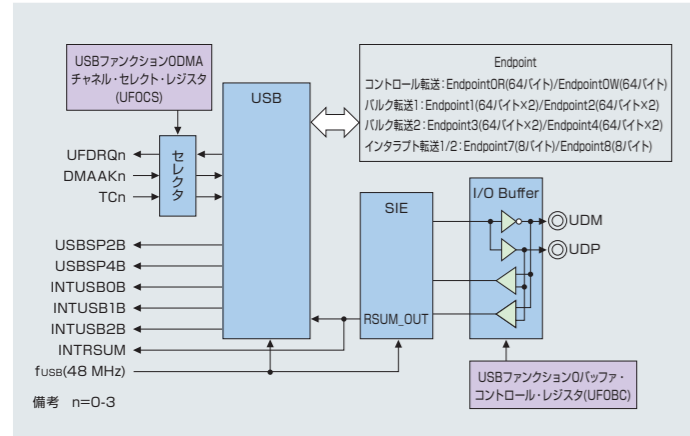 USBファンクション0DMA
チャネル・セレクト・レジスタ
(UF0CS)
USB
Endpoint
コントロール転送：Endpoint0R(64バイト)/Endpoint0W(64バイト)
バルク転送1：Endpoint1(64バイト×2)/Endpoint2(64バイト×2)
バルク転送2：Endpoint3(64バイト×2)/Endpoint4(64バイト×2)
インタラプト転送1/2：Endpoint7(8バイト)/Endpoint8(8バイト)
UFDRQn
DMAAKn
TCn
セレクタ
SIE
I/O Buffer
UDM
UDP
USBSP2B
USBSP4B
INTUSB0B
INTUSB1B
INTUSB2B
RSUM_OUT
INTRSUM
fUSB(48 MHz)
USBファンクション0バッファ・
コントロール・レジスタ(UF0BC)
備考　n=0-3